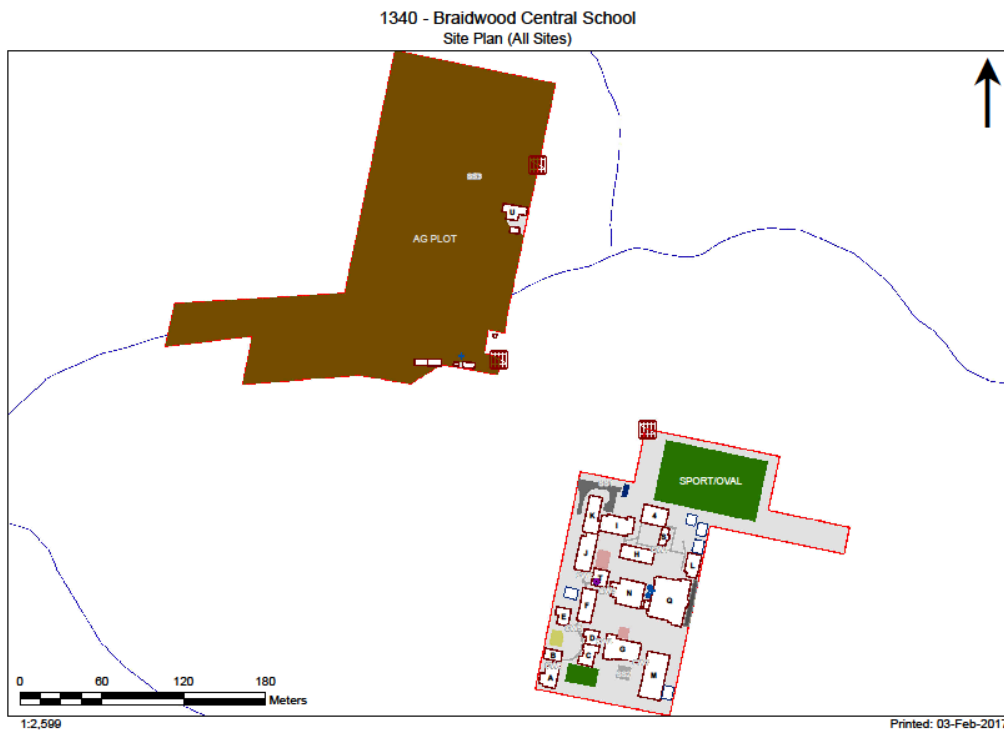 1340 - Braidwood Central School
Site Plan (All Sites)
U
AG PLOT
SPORT/OVAL
K
I
4
J
H
L
N
Q
F
E
D
G
B
C
A
M
0 60 120 180
Meters
1:2,599
Printed: 03-Feb-2017